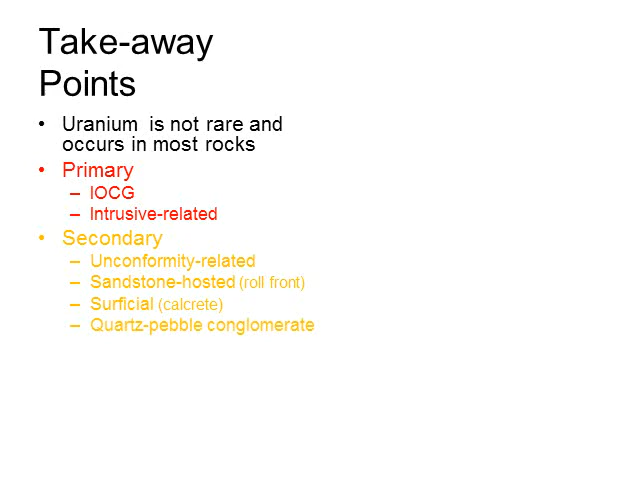 Take-away
Points
• Uranium  is not rare and
occurs in most rocks
• Primary
– IOCG
– Intrusive-related
• Secondary
– Unconformity-related
– Sandstone-hosted (roll front)
– Surficial (calcrete)
– Quartz-pebble conglomerate